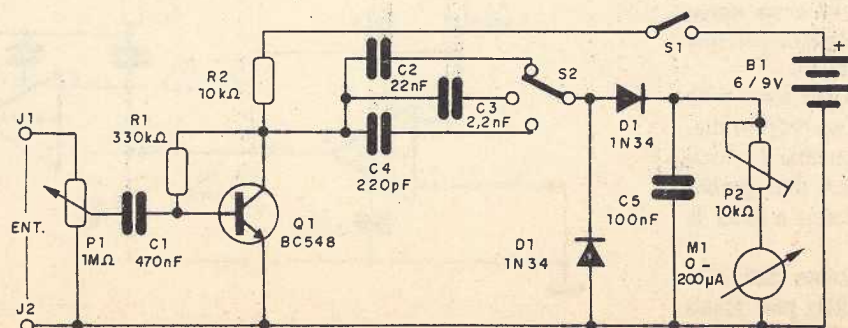 S1
B1
6/9V
+
R2
10kΩ
C2
22nF
S2
C3
2,2nF
J1
R1
330kΩ
D1
1N34
C4
220pF
P2
10kΩ
C5
100nF
ENT.
P1
1MΩ
C1
470nF
Q1
BC548
D1
1N34
M1
0-
200µA
J2